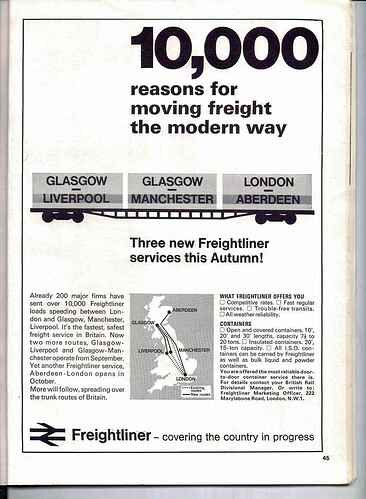 10,000
reasons for
moving freight
the modern way
GLASGOW
–
LIVERPOOL
GLASGOW
–
MANCHESTER
LONDON
–
ABERDEEN
Three new Freightliner
services this Autumn!
Already 200 major firms have
sent over 10,000 Freightliner
loads speeding between Lon-
don and Glasgow, Manchester,
Liverpool. It's the fastest, safest
freight service in Britain. Now
two more routes, Glasgow-
Liverpool and Glasgow-Man-
chester operate from September.
Yet another Freightliner service,
Aberdeen-London opens in
October.
More will follow, spreading over
the trunk routes of Britain.
ABERDEEN
GLASGOW
LIVERPOOL
MANCHESTER
LONDON
Existing routes
New routes
WHAT FREIGHTLINER OFFERS YOU
□ Competitive rates. □ Fast regular
services. □ Trouble-free transits.
□ All weather reliability.
CONTAINERS
□ Open and covered containers, 10',
20' and 30' lengths, capacity 7½ to
20 tons. □ Insulated containers, 20',
15-ton capacity. □ All I.S.O. con-
tainers can be carried by Freightliner
as well as bulk liquid and powder
containers.
You are offered the most reliable door-
to-door container service there is.
For details contact your British Rail
Divisional Manager. Or write to:
Freightliner Marketing Officer, 222
Marylebone Road, London, N.W.1.
Freightliner – covering the country in progress
45